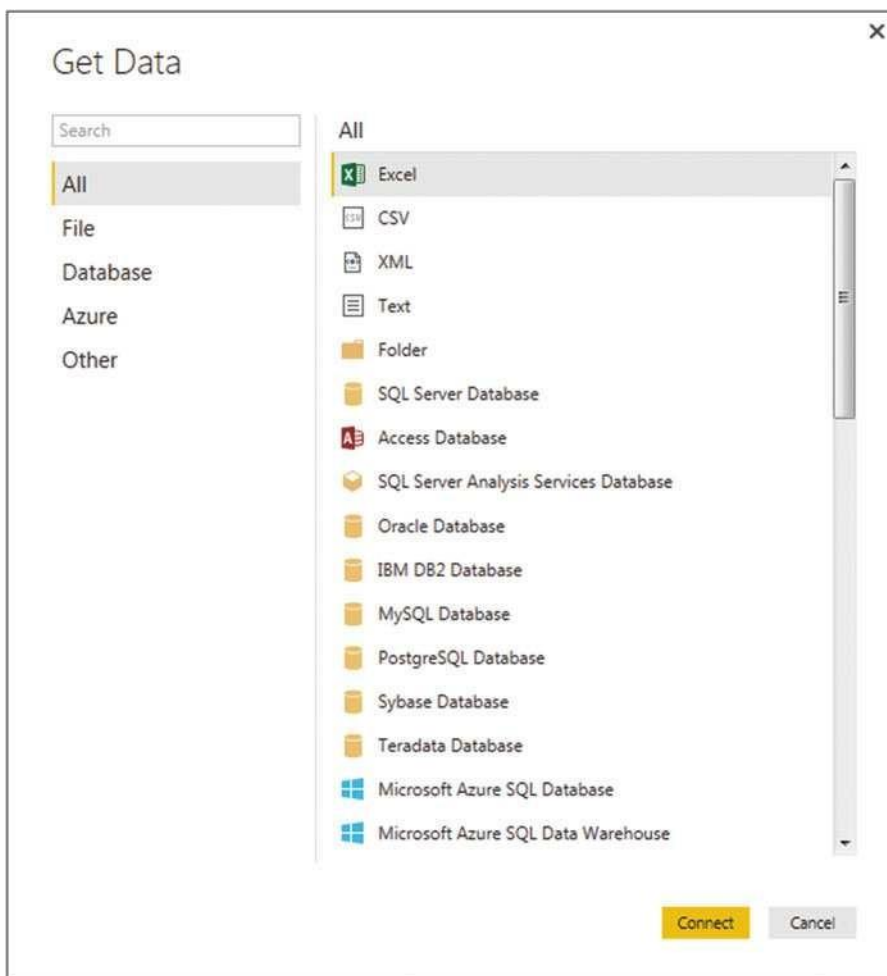 Get Data
Search
All
File
Database
Azure
Other
All
Excel
CSV
XML
Text
Folder
SQL Server Database
Access Database
SQL Server Analysis Services Database
Oracle Database
IBM DB2 Database
MySQL Database
PostgreSQL Database
Sybase Database
Teradata Database
Microsoft Azure SQL Database
Microsoft Azure SQL Data Warehouse
Connect
Cancel